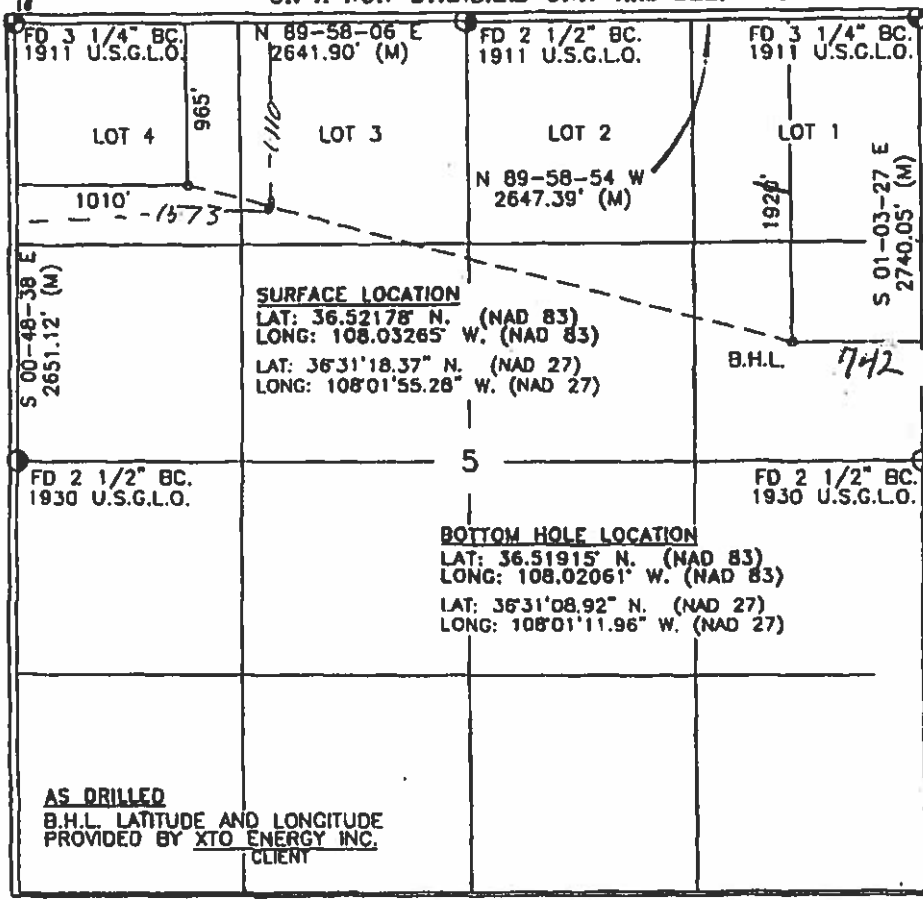 FD 3 1/4" BC.
1911 U.S.G.L.O.
N 89-58-06 E
2641.90' (M)
FD 2 1/2" BC.
1911 U.S.G.L.O.
FD 3 1/4" BC.
1911 U.S.G.L.O.
965'
1110
LOT 4
LOT 3
LOT 2
LOT 1
N 89-58-54 W
2647.39' (M)
1920'
S 01-03-27 E
2740.05' (M)
1010'
1573
S 00-48-38 E
2651.12' (M)
SURFACE LOCATION
LAT: 36.52178° N. (NAD 83)
LONG: 108.03265° W. (NAD 83)
LAT: 36°31'18.37" N. (NAD 27)
LONG: 108°01'55.28" W. (NAD 27)
B.H.L.
742
5
FD 2 1/2" BC.
1930 U.S.G.L.O.
FD 2 1/2" BC.
1930 U.S.G.L.O.
BOTTOM HOLE LOCATION
LAT: 36.51915° N. (NAD 83)
LONG: 108.02061° W. (NAD 83)
LAT: 36°31'08.92" N. (NAD 27)
LONG: 108°01'11.96" W. (NAD 27)
AS DRILLED
B.H.L. LATITUDE AND LONGITUDE
PROVIDED BY XTO ENERGY INC.
CLIENT